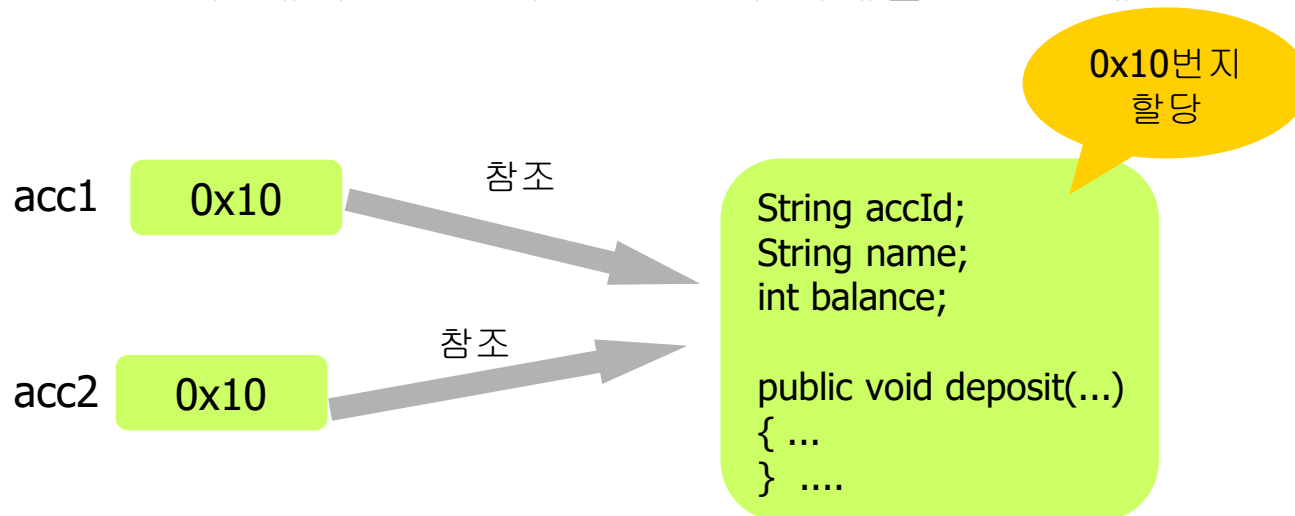 0x10번지
할당
참조
acc1
0x10
String accId;
String name;
int balance;
참조
acc2
0x10
public void deposit(...)
{ ...
} ....